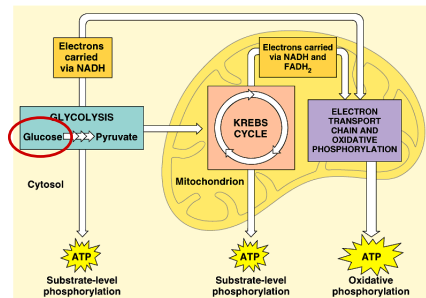 Electrons
carried
via NADH
Electrons carried
via NADH and
FADH₂
GLYCOLYSIS
Glucose Pyruvate
KREBS
CYCLE
ELECTRON
TRANSPORT
CHAIN AND
OXIDATIVE
PHOSPHORYLATION
Cytosol
Mitochondrion
ATP
ATP
ATP
Substrate-level
phosphorylation
Substrate-level
phosphorylation
Oxidative
phosphorylation